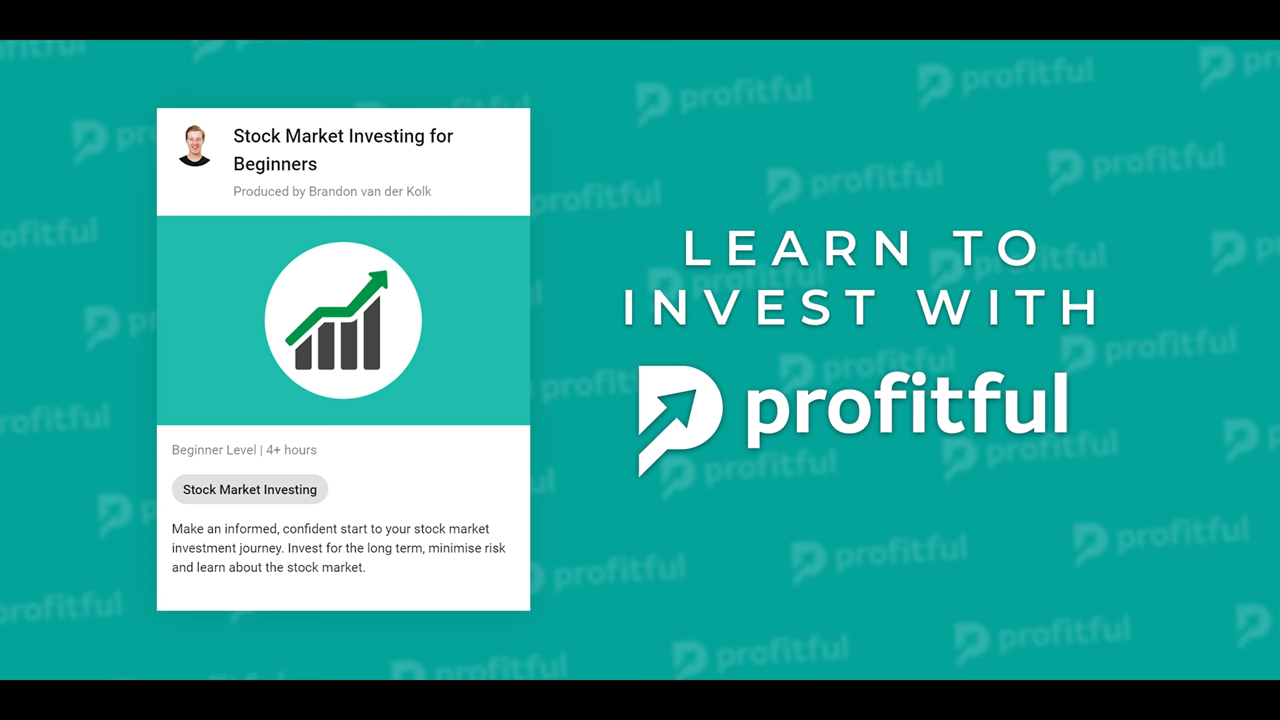 Stock Market Investing for
Beginners
Produced by Brandon van der Kolk
Beginner Level | 4+ hours
Stock Market Investing
Make an informed, confident start to your stock market
investment journey. Invest for the long term, minimise risk
and learn about the stock market.
LEARN TO
INVEST WITH
profitful